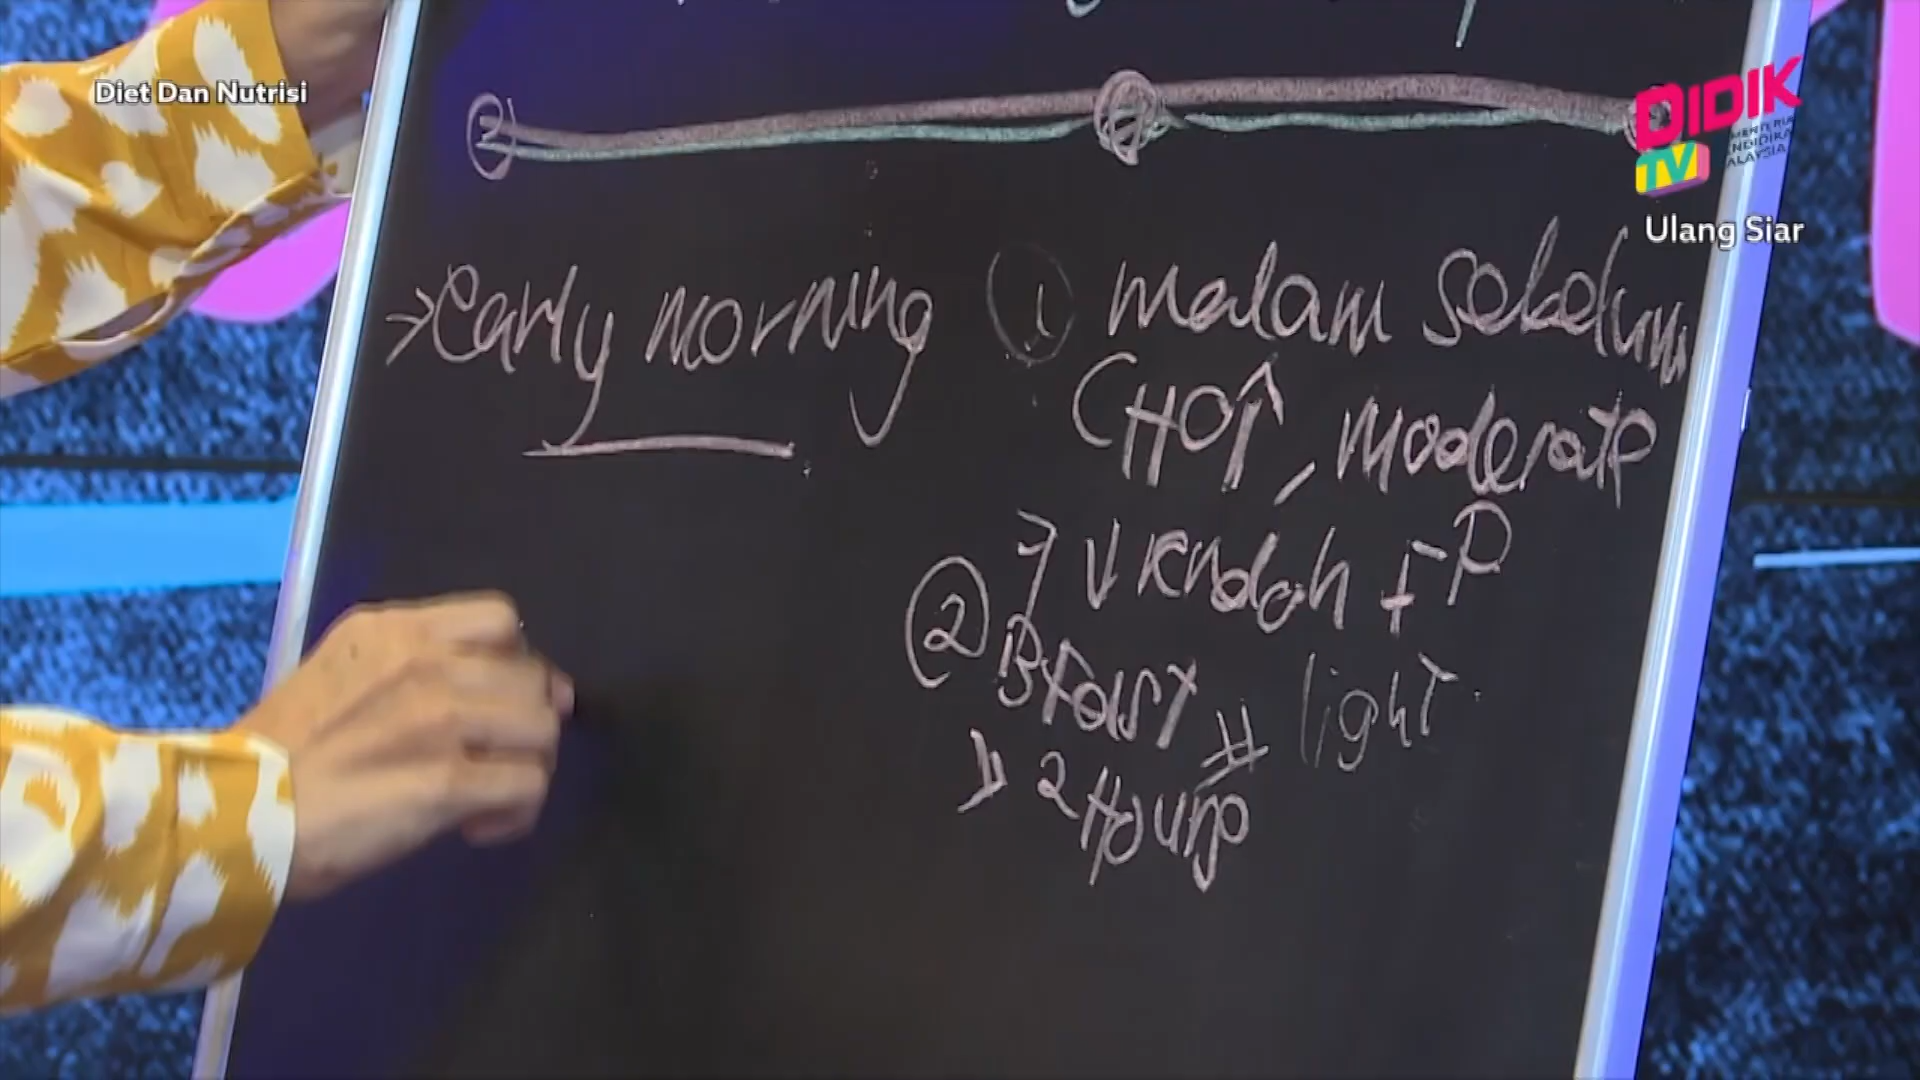 Diet Dan Nutrisi
DIDIK
TV
Ulang Siar
→ Early morning
① malam sebelum
CHO↑, moderate
→ ↓ rendah F P
② B'fast # light
2 Hours